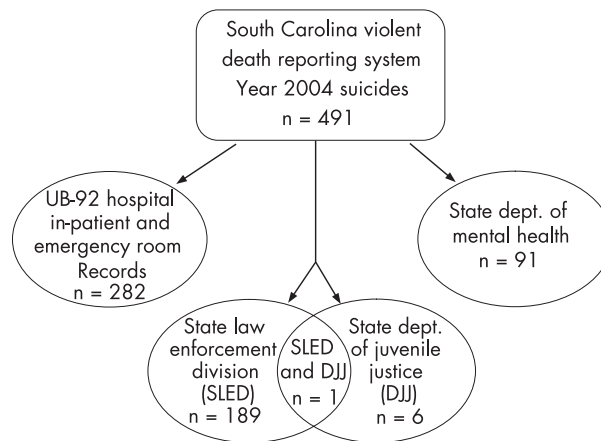 South Carolina violent
death reporting system
Year 2004 suicides
n = 491
UB-92 hospital
in-patient and
emergency room
Records
n = 282
State dept. of
mental health
n = 91
State law
enforcement
division
(SLED)
n = 189
SLED
and DJJ
n = 1
State dept.
of juvenile
justice
(DJJ)
n = 6